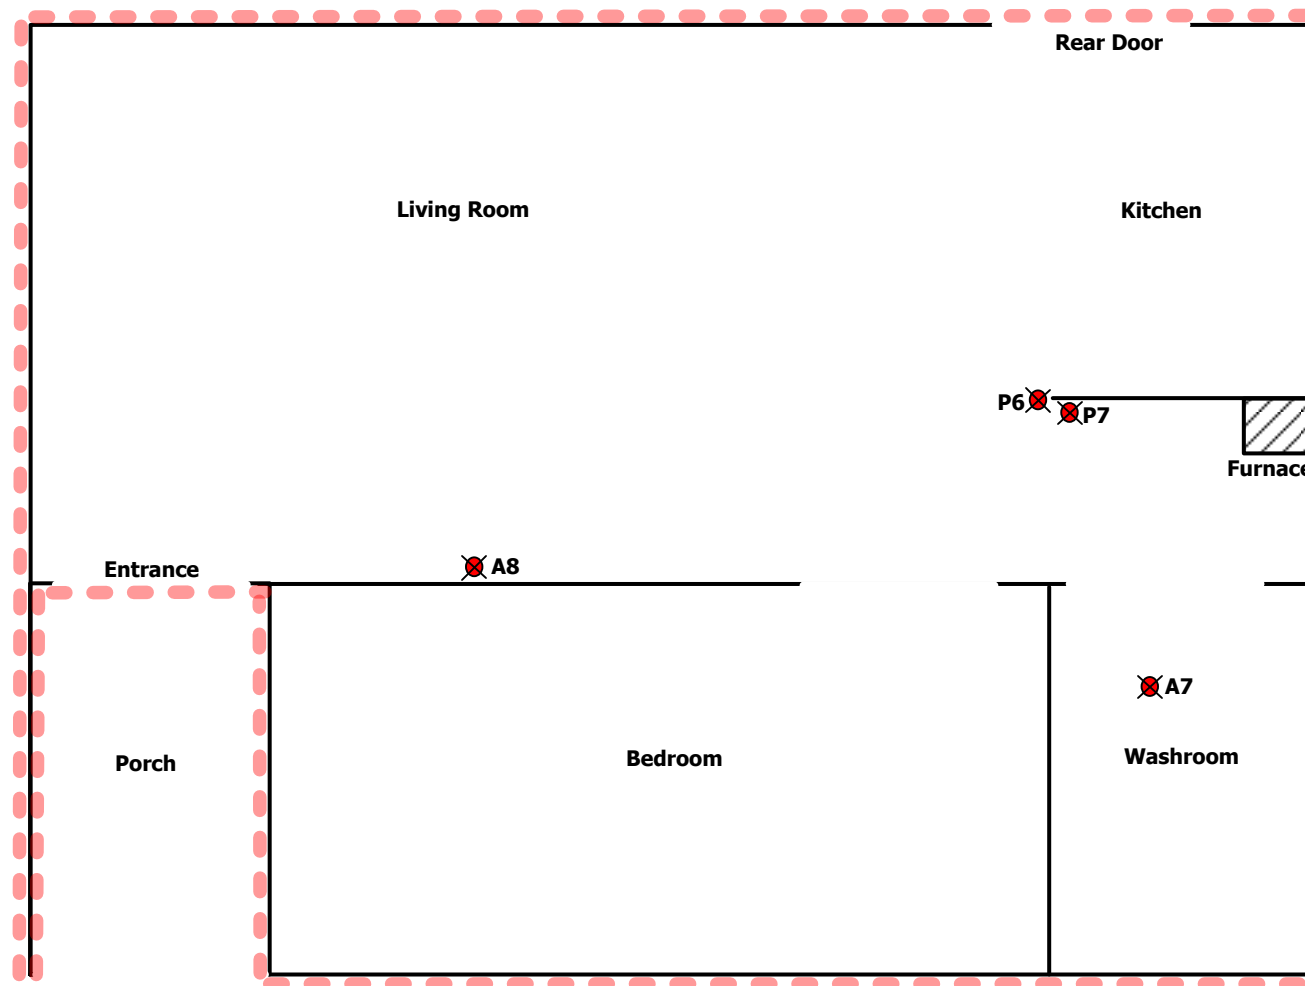 Rear Door
Living Room
Kitchen
P6
P7
Furnace
Entrance
A8
A7
Porch
Bedroom
Washroom